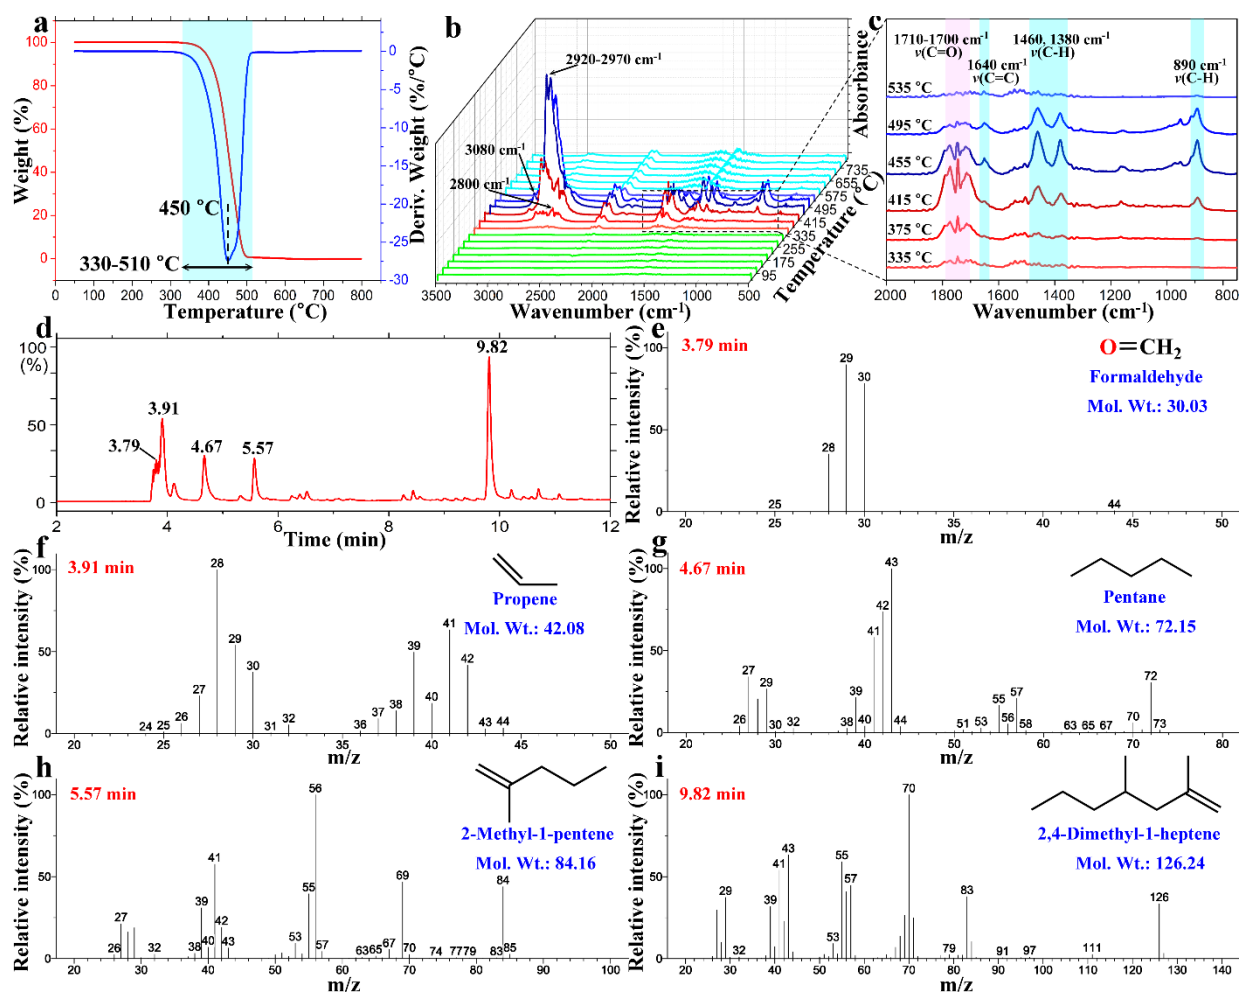 a
100
80
60
40
20
0
Weight (%)
0
-5
-10
-15
-20
-25
-30
Deriv. Weight (%/°C)
450 °C
330-510 °C
0 100 200 300 400 500 600 700 800
Temperature (°C)
b
2920-2970 cm-1
3080 cm-1
2800 cm-1
Absorbance
735
655
575
495
415
335
255
175
95
Temperature (°C)
3500 2500 2000 1500 1000 500
Wavenumber (cm-1)
c
1710-1700 cm-1
ν(C=O)
1640 cm-1
ν(C=C)
1460, 1380 cm-1
ν(C-H)
890 cm-1
ν(C-H)
535 °C
495 °C
455 °C
415 °C
375 °C
335 °C
2000 1800 1600 1400 1200 1000 800
Wavenumber (cm-1)
d
100
(%)
50
0
3.79
3.91
4.67
5.57
9.82
2 4 6 8 10 12
Time (min)
e
3.79 min
O=CH2
Formaldehyde
Mol. Wt.: 30.03
Relative intensity (%)
100
50
0
25 28 29 30 44
20 25 30 35 40 45 50
m/z
f
3.91 min
Propene
Mol. Wt.: 42.08
Relative intensity (%)
100
50
0
24 25 26 27 28 29 30 31 32 36 37 38 39 40 41 42 43 44
20 25 30 35 40 45 50
m/z
g
4.67 min
Pentane
Mol. Wt.: 72.15
Relative intensity (%)
100
50
0
26 27 29 30 32 38 39 40 41 42 43 44 51 53 55 56 57 58 63 65 67 70 72 73
20 30 40 50 60 70 80
m/z
h
5.57 min
2-Methyl-1-pentene
Mol. Wt.: 84.16
Relative intensity (%)
100
50
0
26 27 32 38 39 40 41 42 43 53 55 56 57 63 65 67 69 70 74 77 79 83 84 85
20 30 40 50 60 70 80 90 100
m/z
i
9.82 min
2,4-Dimethyl-1-heptene
Mol. Wt.: 126.24
Relative intensity (%)
100
50
0
29 32 39 41 43 53 55 57 70 79 83 91 97 111 126
20 30 40 50 60 70 80 90 100 110 120 130 140
m/z